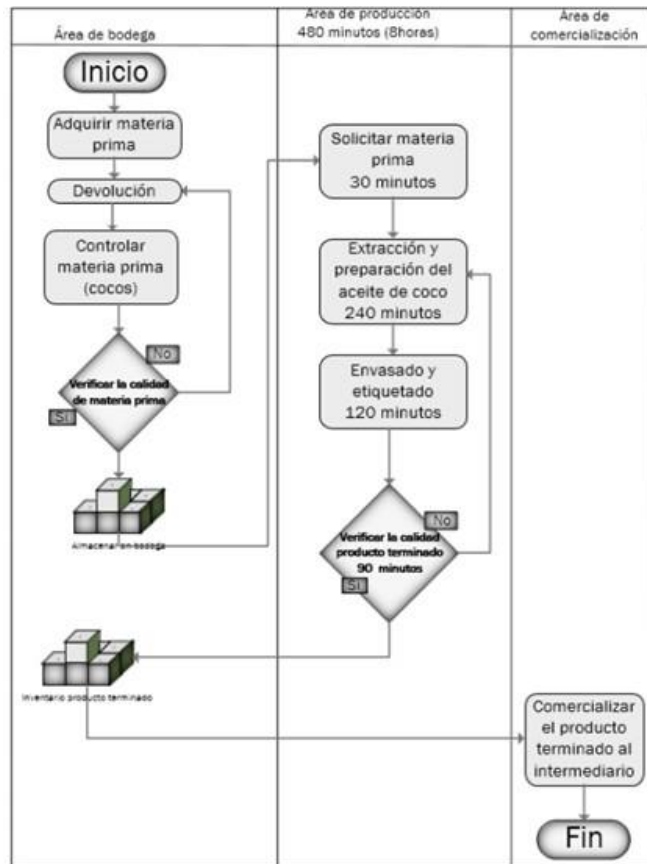 Área de bodega
Área de producción
480 minutos (8horas)
Área de
comercialización
Inicio
Adquirir materia
prima
Devolución
Controlar
materia prima
(cocos)
No
Verificar la calidad
de materia prima
Si
Almacenar en bodega
Solicitar materia
prima
30 minutos
Extracción y
preparación del
aceite de coco
240 minutos
Envasado y
etiquetado
120 minutos
No
Verificar la calidad
producto terminado
90 minutos
Si
Inventario producto terminado
Comercializar
el producto
terminado al
intermediario
Fin